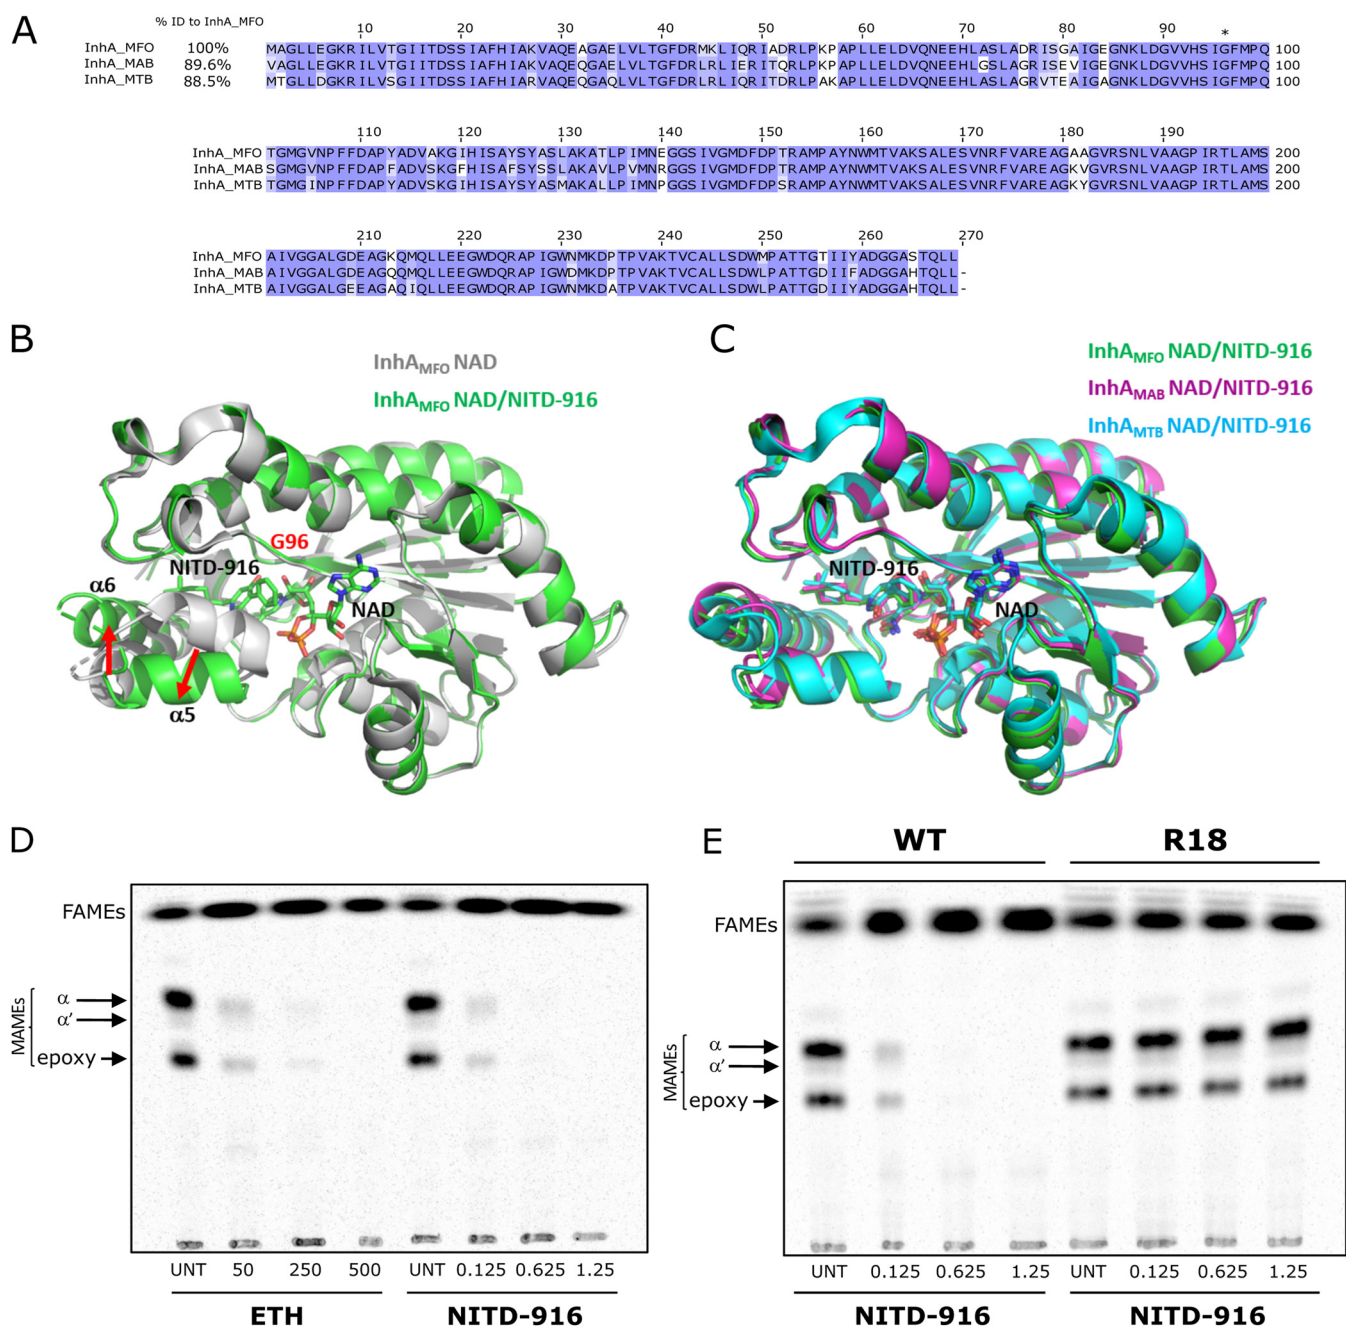 A
% ID to InhA_MFO
10 20 30 40 50 60 70 80 90 *
InhA_MFO 100% MAGLLEGKRILVTGIITDSSIAFHIAKVAQEAGAELVLTGFDRMKLIQRIADRLPKPAPLLELDVQNEEHLASLADRISGAIGEGNKLDGVVHSIGFMPQ 100
InhA_MAB 89.6% VAGLLEGKRILVTGIITDSSIAFHIAKVAQEQGAELVLTGFDRLRLIERITQRLPKPAPLLELDVQNEEHLGSLAGRISEVIGEGNKLDGVVHSIGFMPQ 100
InhA_MTB 88.5% MTGLLDGKRILVSGIITDSSIAFHIARVAQEQGAQLVLTGFDRLRLIQRITDRLPAKAPLLELDVQNEEHLASLAGRVTEAIGAGNKLDGVVHSIGFMPQ 100
110 120 130 140 150 160 170 180 190
InhA_MFO TGMGVNPFFDAPYADVAKGIHISAYSYASLAKATLPIMNEGGSIVGMDFDPTRAMPAYNWMTVAKSALESVNRFVAREAGAAGVRSNLVAAGPIRTLAMS 200
InhA_MAB SGMGVNPFFDAPFADVSKGFHISAFSYSSLAKAVLPVMNRGGSIVGMDFDPTRAMPAYNWMTVAKSALESVNRFVAREAGKVGVRSNLVAAGPIRTLAMS 200
InhA_MTB TGMGINPFFDAPYADVSKGIHISAYSYASMAKALLPIMNPGGSIVGMDFDPSRAMPAYNWMTVAKSALESVNRFVAREAGKYGVRSNLVAAGPIRTLAMS 200
210 220 230 240 250 260 270
InhA_MFO AIVGGALGDEAGKQMQLLEEGWDQRAPIGWNMKDPTPVAKTVCALLSDWMPATTGTIIYADGGASTQLL
InhA_MAB AIVGGALGDEAGQQMQLLEEGWDQRAPIGWDMKDPTPVAKTVCALLSDWLPATTGDIIFADGGAHTQLL -
InhA_MTB AIVGGALGEEAGAQIQLLEEGWDQRAPIGWNMKDATPVAKTVCALLSDWLPATTGDIIYADGGAHTQLL -
B
InhAMFO NAD
InhAMFO NAD/NITD-916
G96
NITD-916
α6
NAD
α5
C
InhAMFO NAD/NITD-916
InhAMAB NAD/NITD-916
InhAMTB NAD/NITD-916
NITD-916
NAD
D
FAMEs
MAMEs
α
α'
epoxy
UNT 50 250 500 UNT 0.125 0.625 1.25
ETH NITD-916
E
WT R18
FAMEs
MAMEs
α
α'
epoxy
UNT 0.125 0.625 1.25 UNT 0.125 0.625 1.25
NITD-916 NITD-916